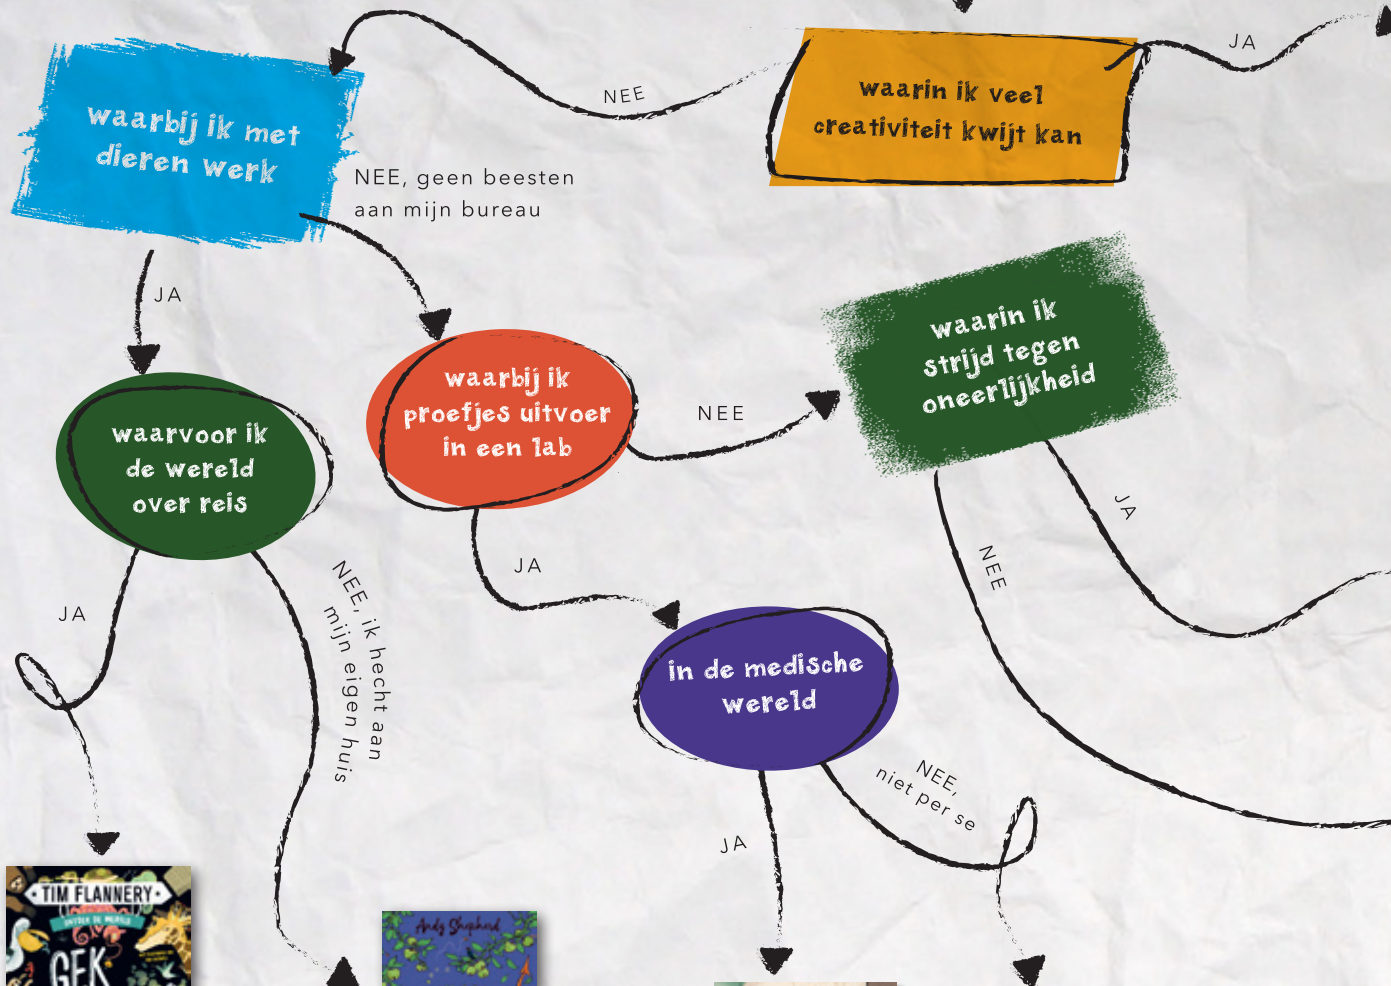 JA
waarin ik veel
creativiteit kwijt kan
NEE
waarbij ik met
dieren werk
NEE, geen beesten
aan mijn bureau
JA
waarbij ik
proefjes uitvoer
in een lab
NEE
waarin ik
strijd tegen
oneerlijkheid
waarvoor ik
de wereld
over reis
JA
NEE
JA
JA
NEE, ik hecht aan
mijn eigen huis
in de medische
wereld
NEE,
niet per se
JA
TIM FLANNERY
ONTDEK DE WERELD
GEK
Andy Shepherd